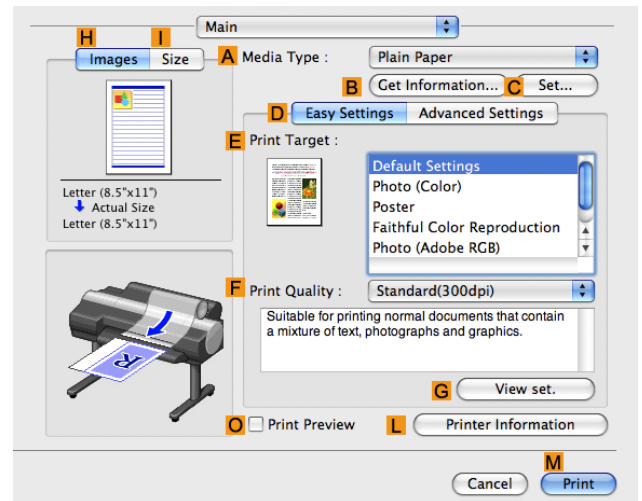 Main
H I
Images Size
A Media Type : Plain Paper
B Get Information... C Set...
D Easy Settings Advanced Settings
E Print Target :
Default Settings
Photo (Color)
Poster
Faithful Color Reproduction
Photo (Adobe RGB)
Letter (8.5"x11")
Actual Size
Letter (8.5"x11")
F Print Quality : Standard(300dpi)
Suitable for printing normal documents that contain
a mixture of text, photographs and graphics.
R
G View set.
O Print Preview L Printer Information
M
Cancel Print